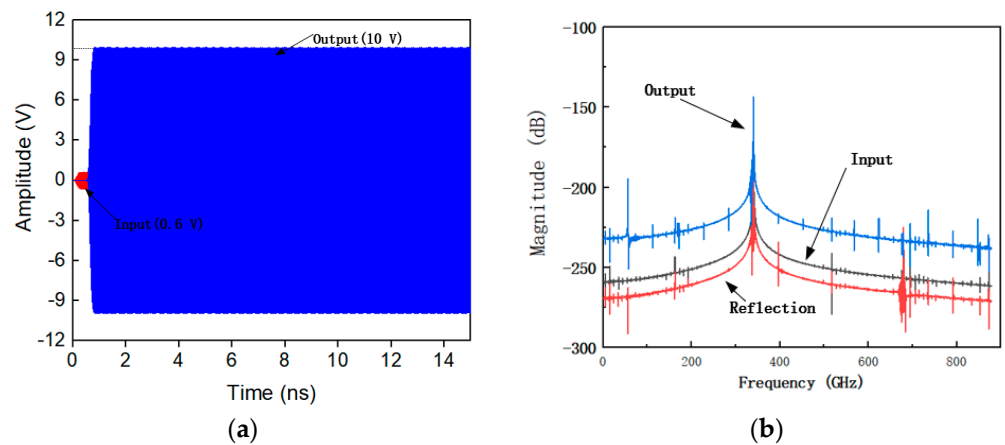 12
9
6
3
0
-3
-6
-9
-12
Amplitude (V)
Output(10 V)
Input(0.6 V)
0 2 4 6 8 10 12 14
Time (ns)
(a)
-50
-100
-150
-200
-250
-300
Magnitude (dB)
Output
Input
Reflection
0 200 400 600 800
Frequency (GHz)
(b)